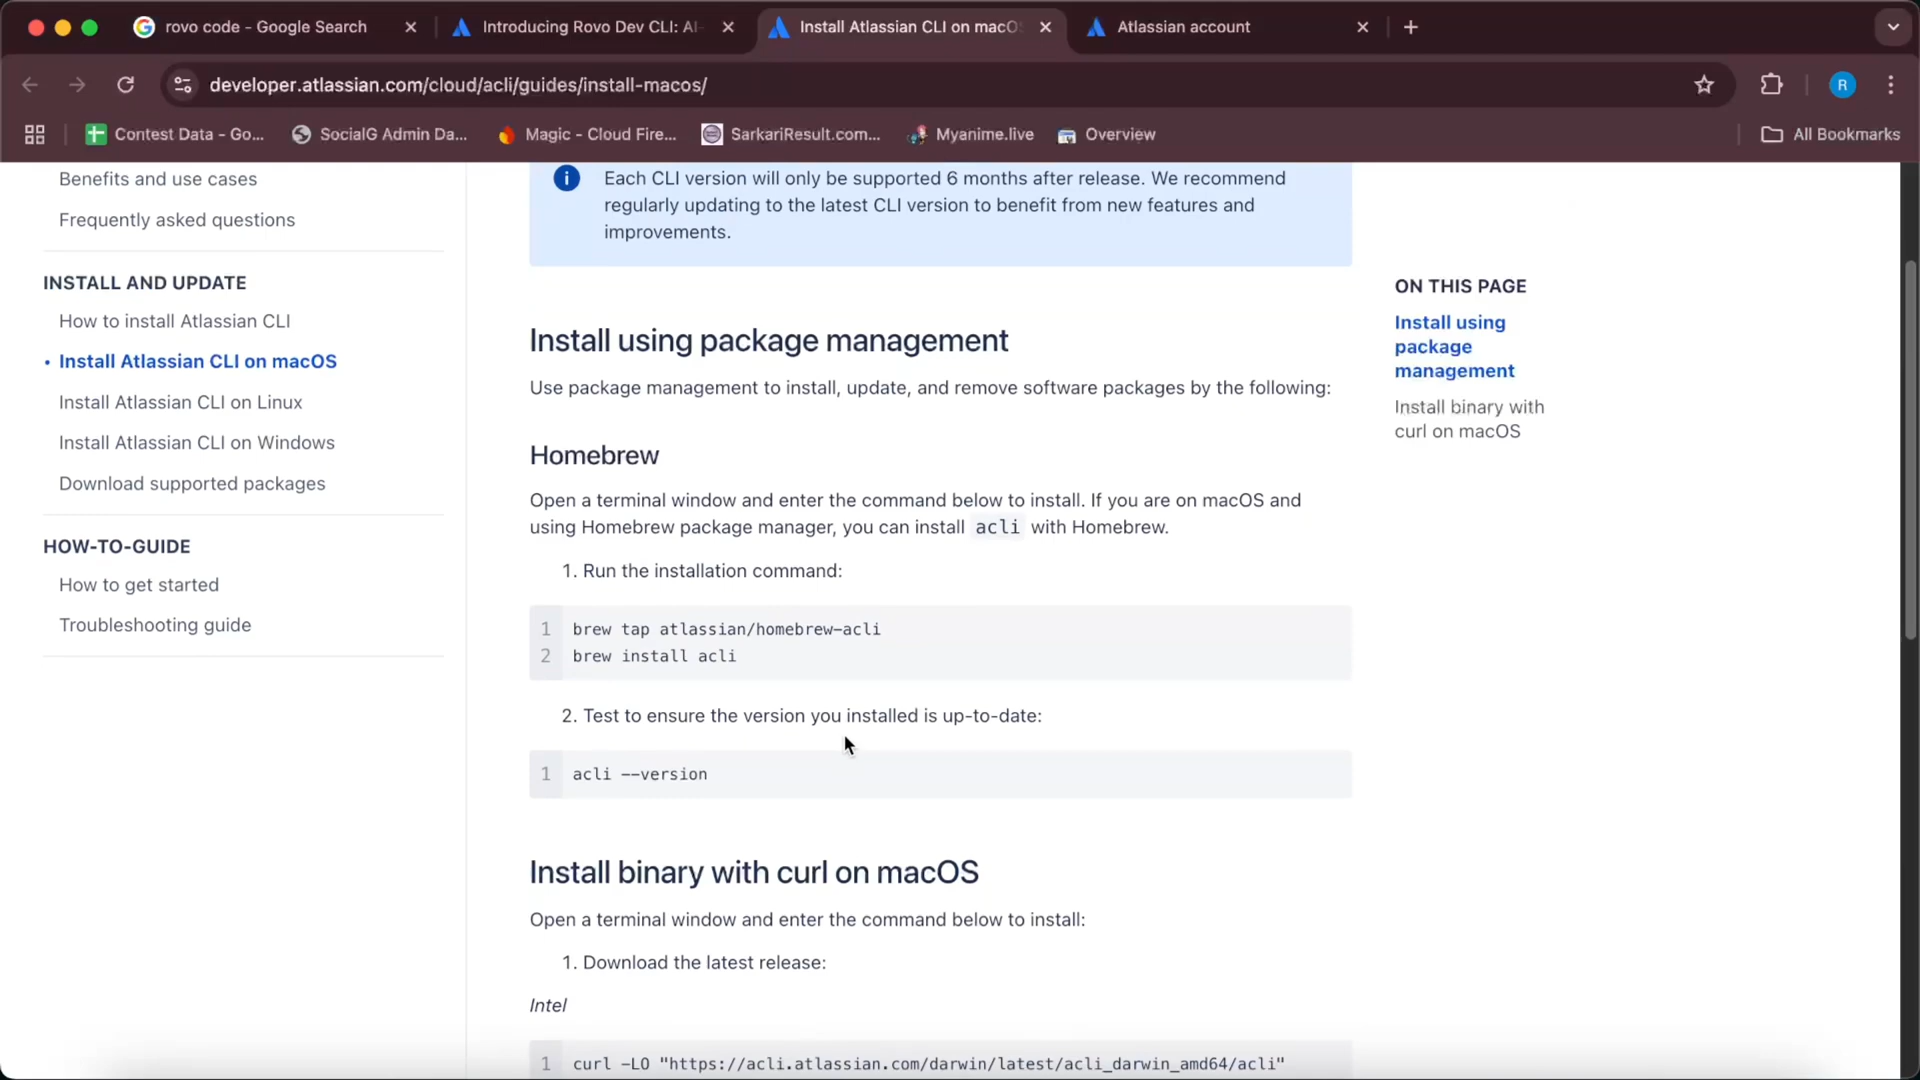 rovo code - Google Search
Introducing Rovo Dev CLI: AI-
Install Atlassian CLI on macO
Atlassian account
developer.atlassian.com/cloud/acli/guides/install-macos/
R
Contest Data - Go...
SocialG Admin Da...
Magic - Cloud Fire...
SarkariResult.com...
Myanime.live
Overview
All Bookmarks
Benefits and use cases
Frequently asked questions
INSTALL AND UPDATE
How to install Atlassian CLI
• Install Atlassian CLI on macOS
Install Atlassian CLI on Linux
Install Atlassian CLI on Windows
Download supported packages
HOW-TO-GUIDE
How to get started
Troubleshooting guide
Each CLI version will only be supported 6 months after release. We recommend
regularly updating to the latest CLI version to benefit from new features and
improvements.
Install using package management
Use package management to install, update, and remove software packages by the following:
Homebrew
Open a terminal window and enter the command below to install. If you are on macOS and
using Homebrew package manager, you can install acli with Homebrew.
1. Run the installation command:
1 brew tap atlassian/homebrew-acli
2 brew install acli
2. Test to ensure the version you installed is up-to-date:
1 acli --version
Install binary with curl on macOS
Open a terminal window and enter the command below to install:
1. Download the latest release:
Intel
1 curl -LO "https://acli.atlassian.com/darwin/latest/acli_darwin_amd64/acli"
ON THIS PAGE
Install using
package
management
Install binary with
curl on macOS